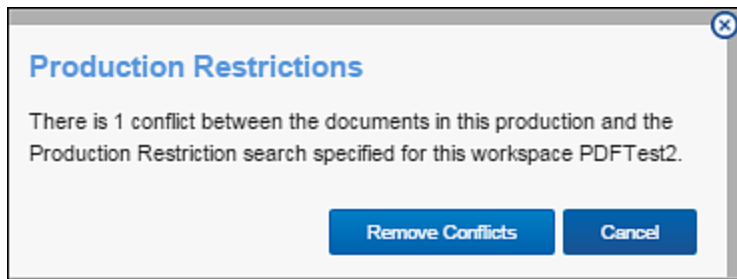 Production Restrictions
There is 1 conflict between the documents in this production and the
Production Restriction search specified for this workspace PDFTest2.
Remove Conflicts Cancel